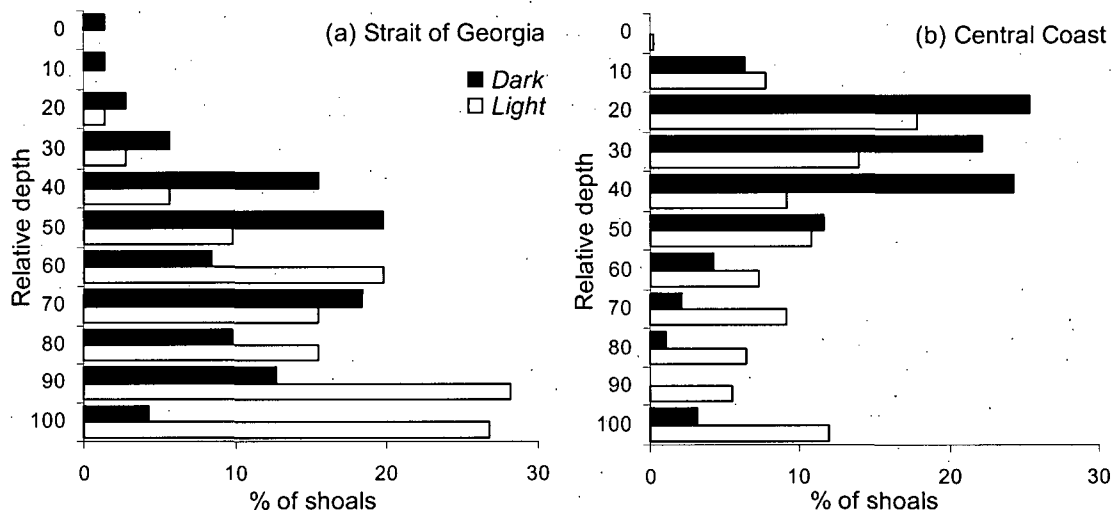 (a) Strait of Georgia
Dark
Light
Relative depth
0
10
20
30
40
50
60
70
80
90
100
0 10 20 30
% of shoals
(b) Central Coast
Relative depth
0
10
20
30
40
50
60
70
80
90
100
0 10 20 30
% of shoals